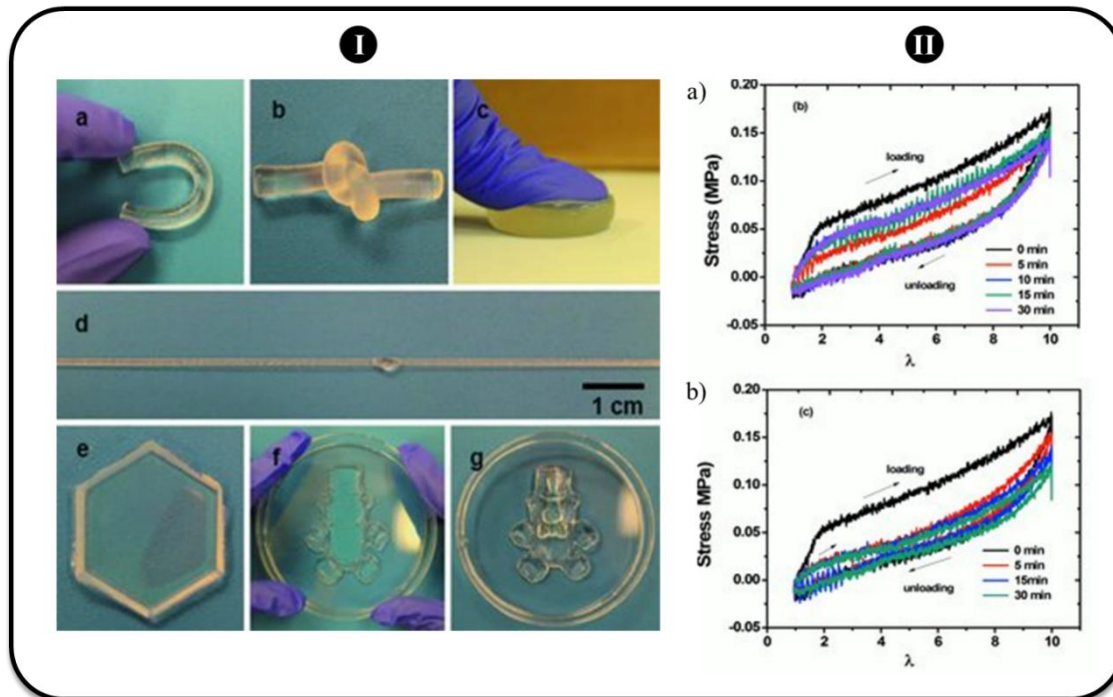 I
II
a
b
c
d
1 cm
e
f
g
a)
(b)
loading
unloading
0 min
5 min
10 min
15 min
30 min
Stress (MPa)
0.20
0.15
0.10
0.05
0.00
-0.05
0 2 4 6 8 10
λ
b)
(c)
loading
unloading
0 min
5 min
15min
30 min
Stress MPa)
0.20
0.15
0.10
0.05
0.00
-0.05
0 2 4 6 8 10
λ